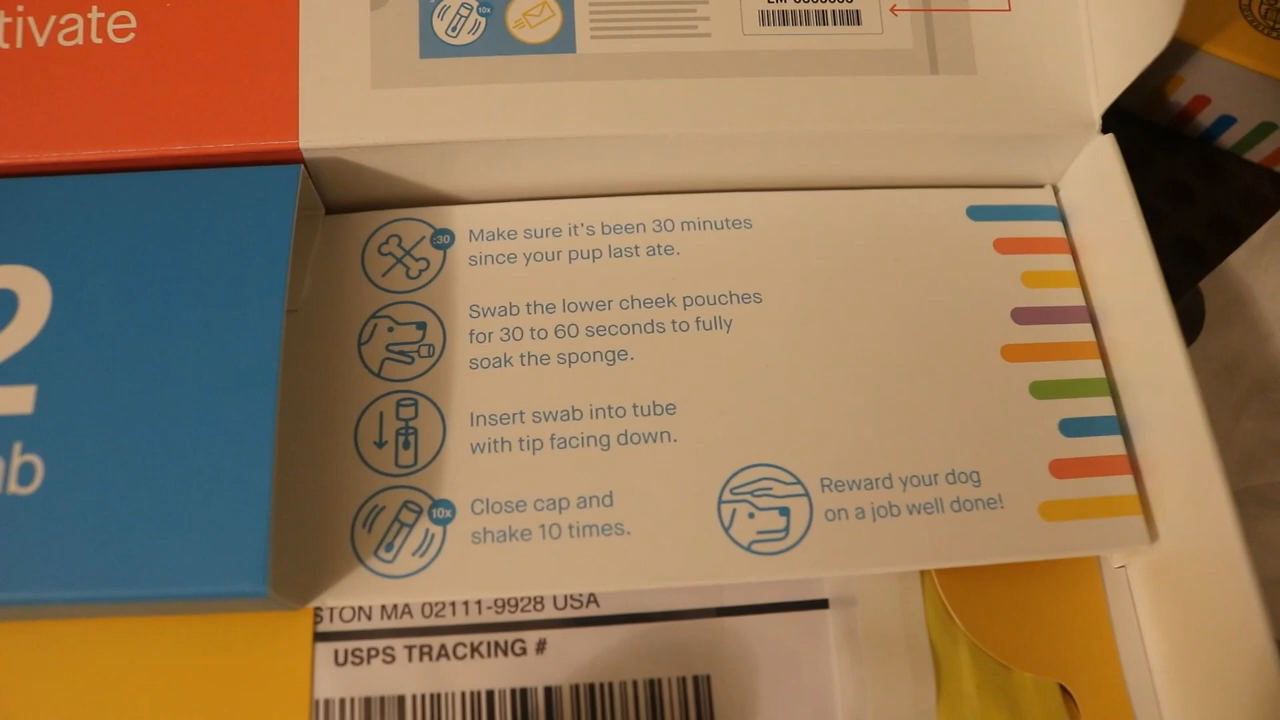 tivate
10x
:30
Make sure it's been 30 minutes
since your pup last ate.
2
Swab the lower cheek pouches
for 30 to 60 seconds to fully
soak the sponge.
ab
Insert swab into tube
with tip facing down.
10x
Close cap and
shake 10 times.
Reward your dog
on a job well done!
STON MA 02111-9928 USA
USPS TRACKING #